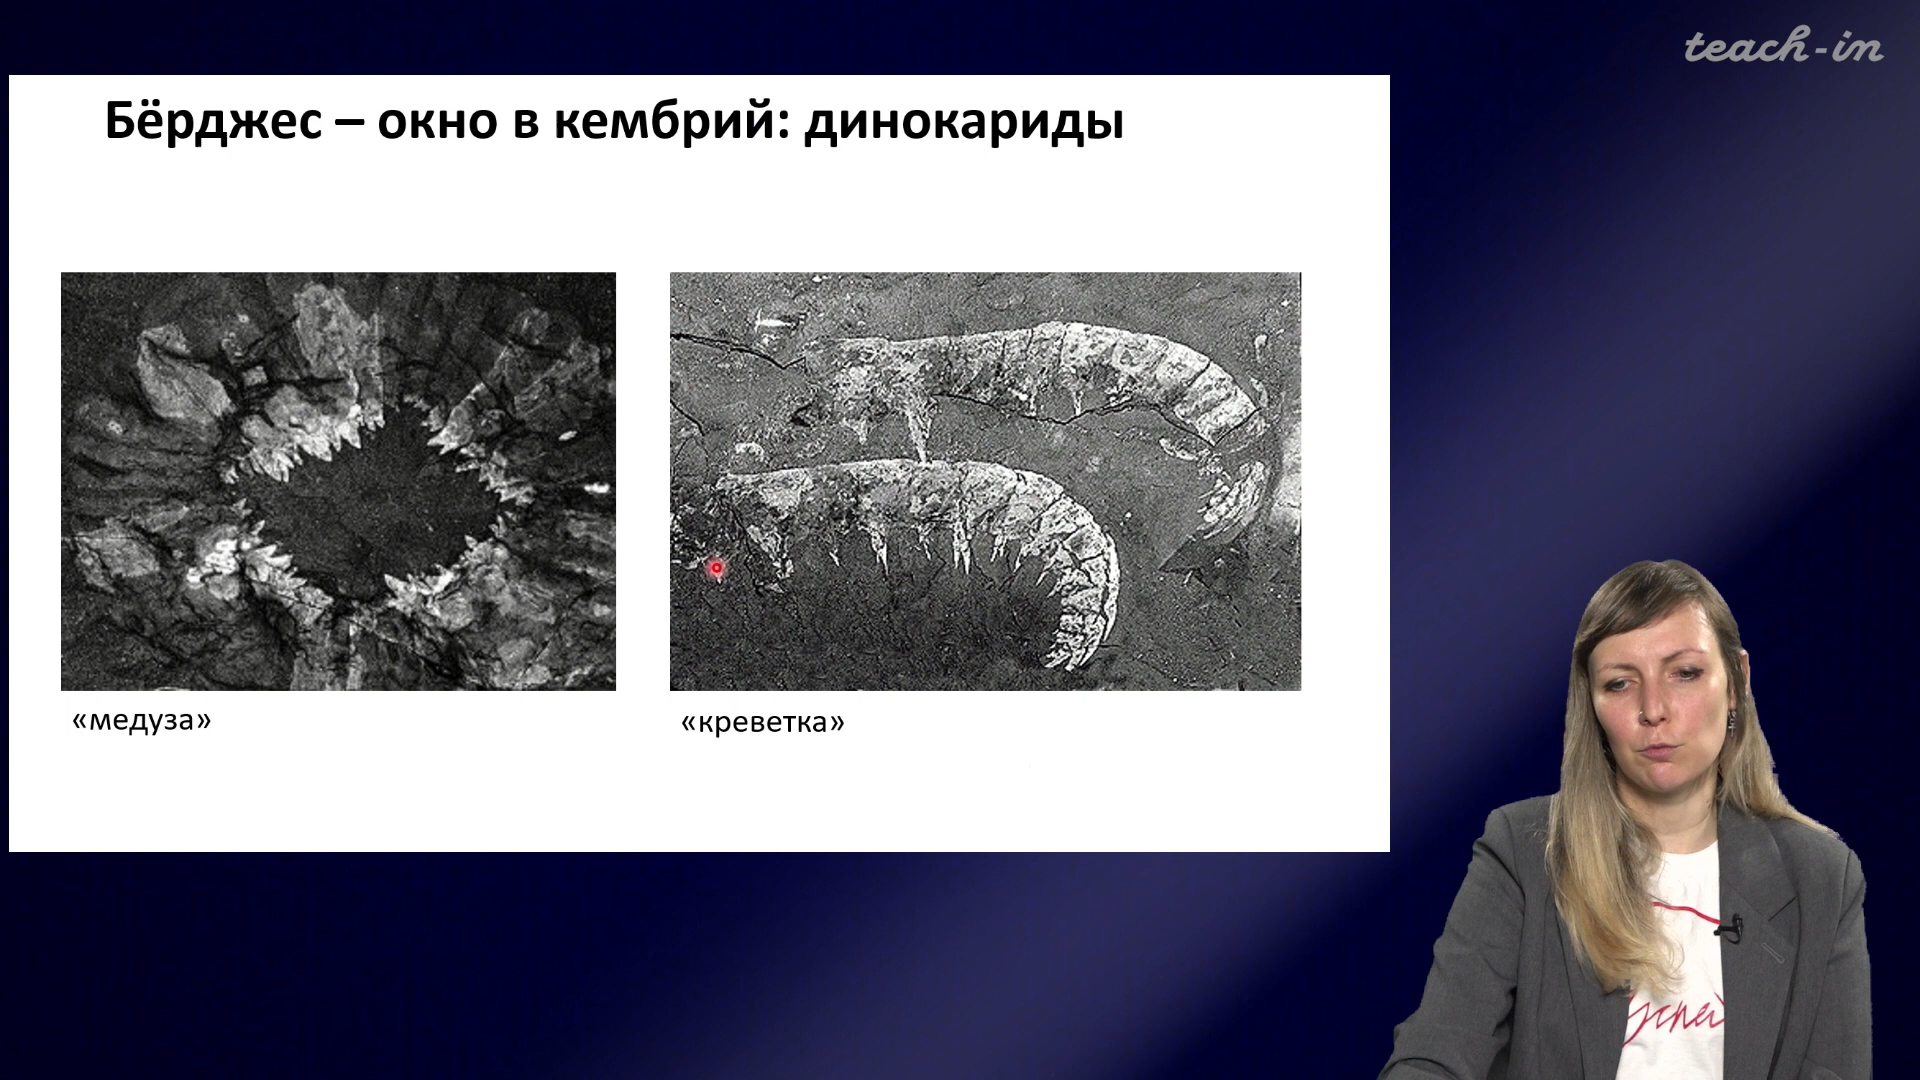 teach-in
Бёрджес – окно в кембрий: динокариды
«медуза»
«креветка»